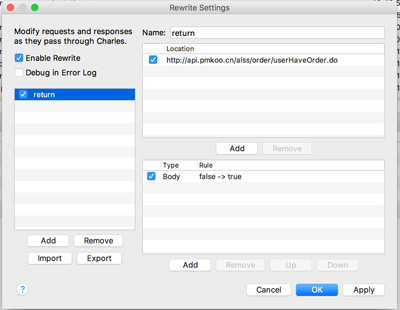 Rewrite Settings
Modify requests and responses
as they pass through Charles.
Enable Rewrite
Debug in Error Log
return
Add
Remove
Import
Export
Name:
return
Location
http://api.pmkoo.cn/aiss/order/userHaveOrder.do
Add
Remove
Type
Rule
Body
false -> true
Add
Remove
Up
Down
?
Cancel
OK
Apply